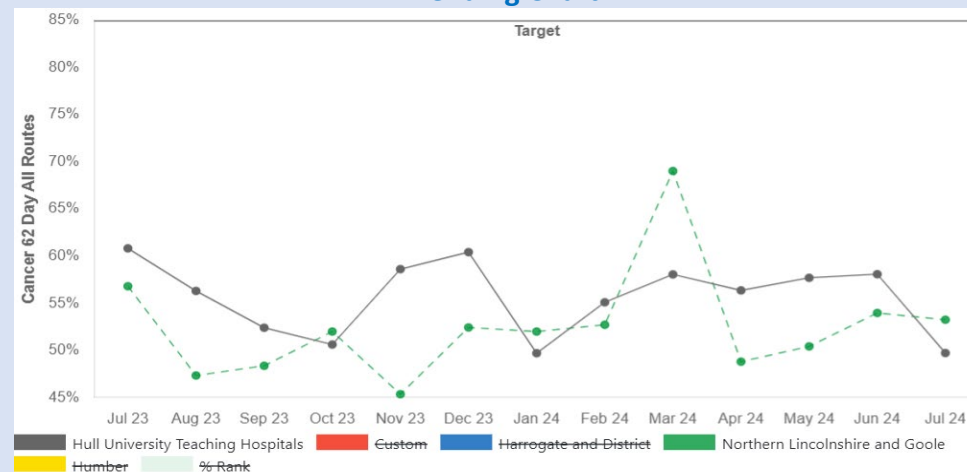 85%
Target
80%
75%
70%
65%
60%
55%
50%
45%
Cancer 62 Day All Routes
Jul 23 Aug 23 Sep 23 Oct 23 Nov 23 Dec 23 Jan 24 Feb 24 Mar 24 Apr 24 May 24 Jun 24 Jul 24
Hull University Teaching Hospitals Custom Harrogate and District Northern Lincolnshire and Goole
Humber % Rank